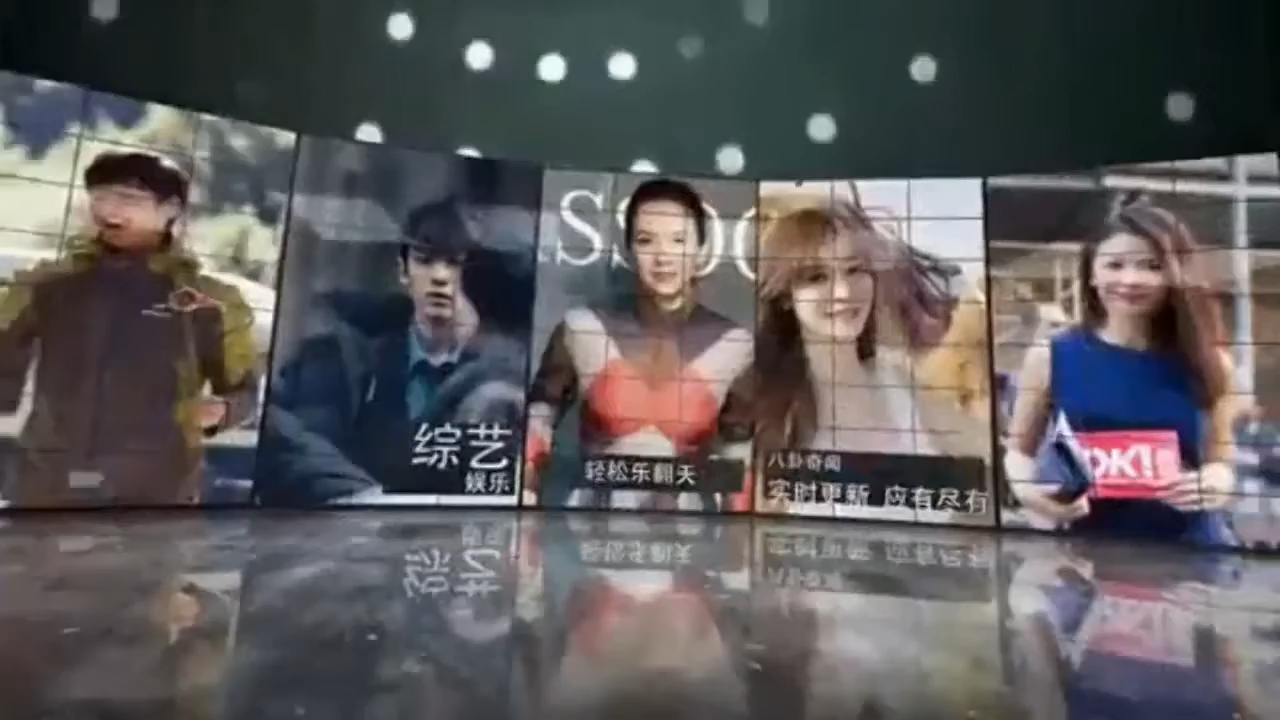 综艺
娱乐
轻松乐翻天
八卦奇闻
实时更新 应有尽有
OK!